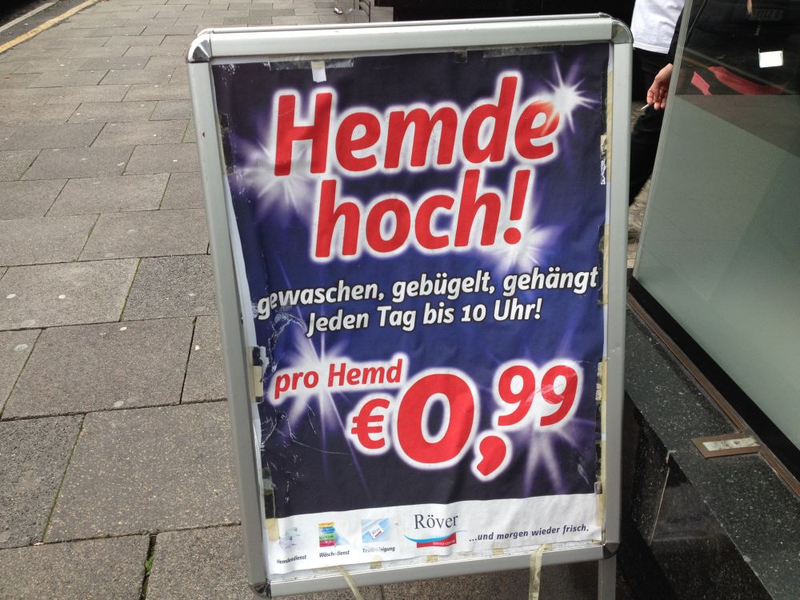 Hemde
hoch!
gewaschen, gebügelt, gehängt
Jeden Tag bis 10 Uhr!
pro Hemd
€0,99
Röver
...und morgen wieder frisch.